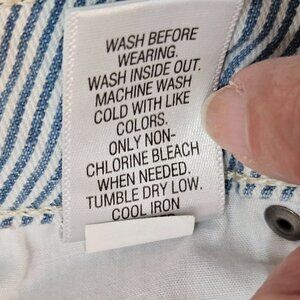 WASH BEFORE
WEARING.
WASH INSIDE OUT.
MACHINE WASH
COLD WITH LIKE
COLORS.
ONLY NON-
CHLORINE BLEACH
WHEN NEEDED.
TUMBLE DRY LOW.
COOL IRON